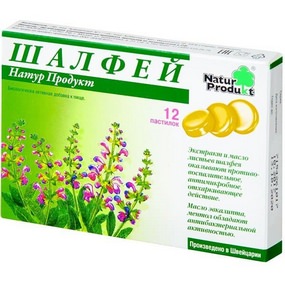 ШАЛФЕЙ
Натур Продукт
Биологически активная добавка к пище.
Natur
Produkt
12
пастилок
Экстракт и масло
листьев шалфея
оказывают противо-
воспалительное,
антимикробное,
отхаркивающее
действие.
Масло эвкалипта,
ментол обладают
антибактериальной
активностью.
Произведено в Швейцарии